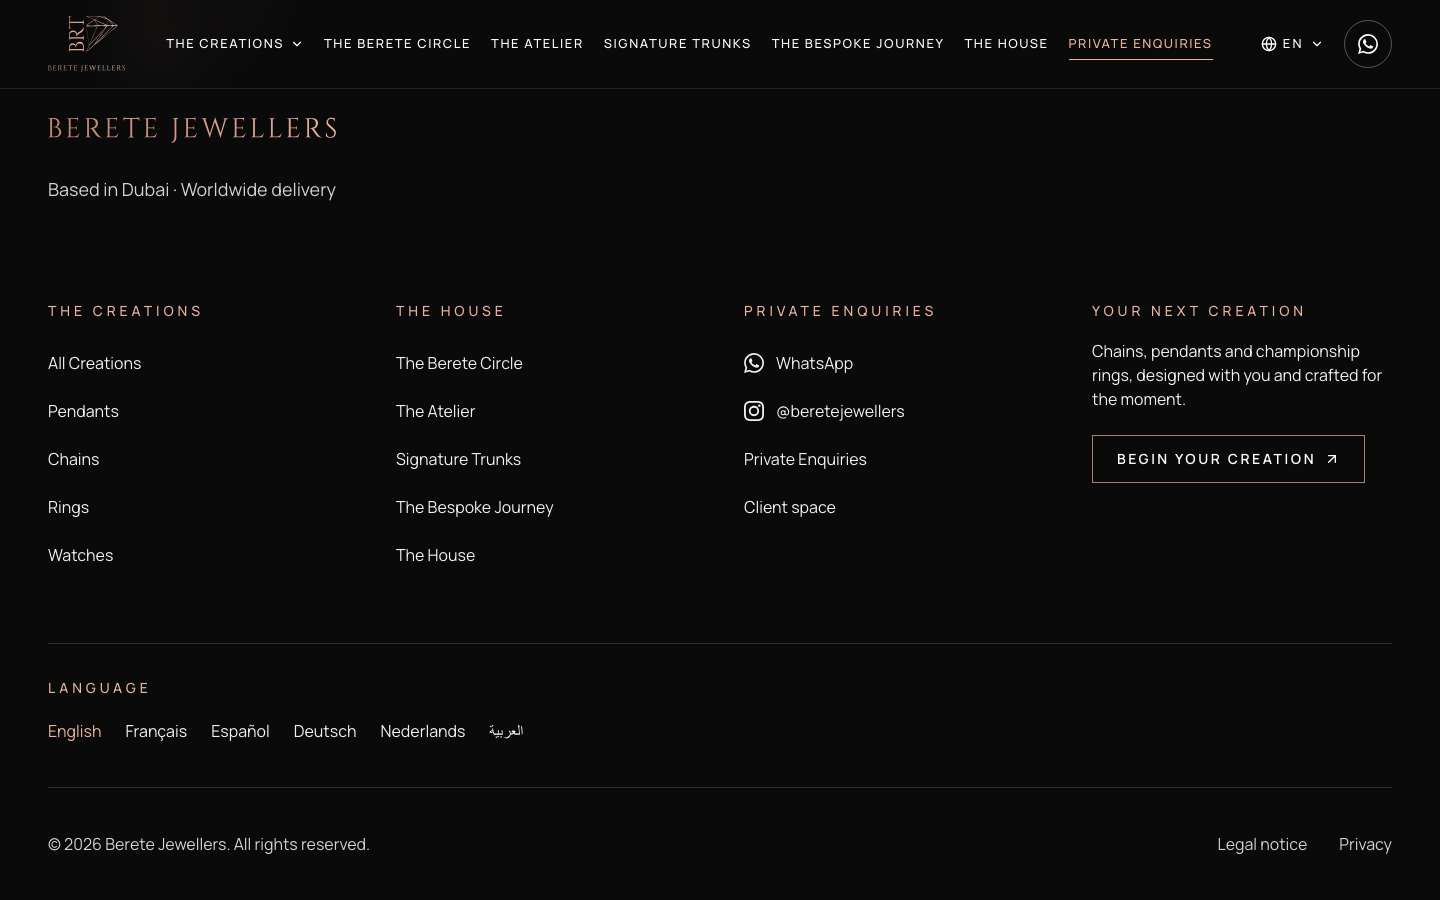 BRT
BERETE JEWELLERS
THE CREATIONS
THE BERETE CIRCLE
THE ATELIER
SIGNATURE TRUNKS
THE BESPOKE JOURNEY
THE HOUSE
PRIVATE ENQUIRIES
EN
BERETE JEWELLERS
Based in Dubai · Worldwide delivery
THE CREATIONS
All Creations
Pendants
Chains
Rings
Watches
THE HOUSE
The Berete Circle
The Atelier
Signature Trunks
The Bespoke Journey
The House
PRIVATE ENQUIRIES
WhatsApp
@beretejewellers
Private Enquiries
Client space
YOUR NEXT CREATION
Chains, pendants and championship
rings, designed with you and crafted for
the moment.
BEGIN YOUR CREATION
LANGUAGE
English Français Español Deutsch Nederlands العربية
© 2026 Berete Jewellers. All rights reserved.
Legal notice Privacy